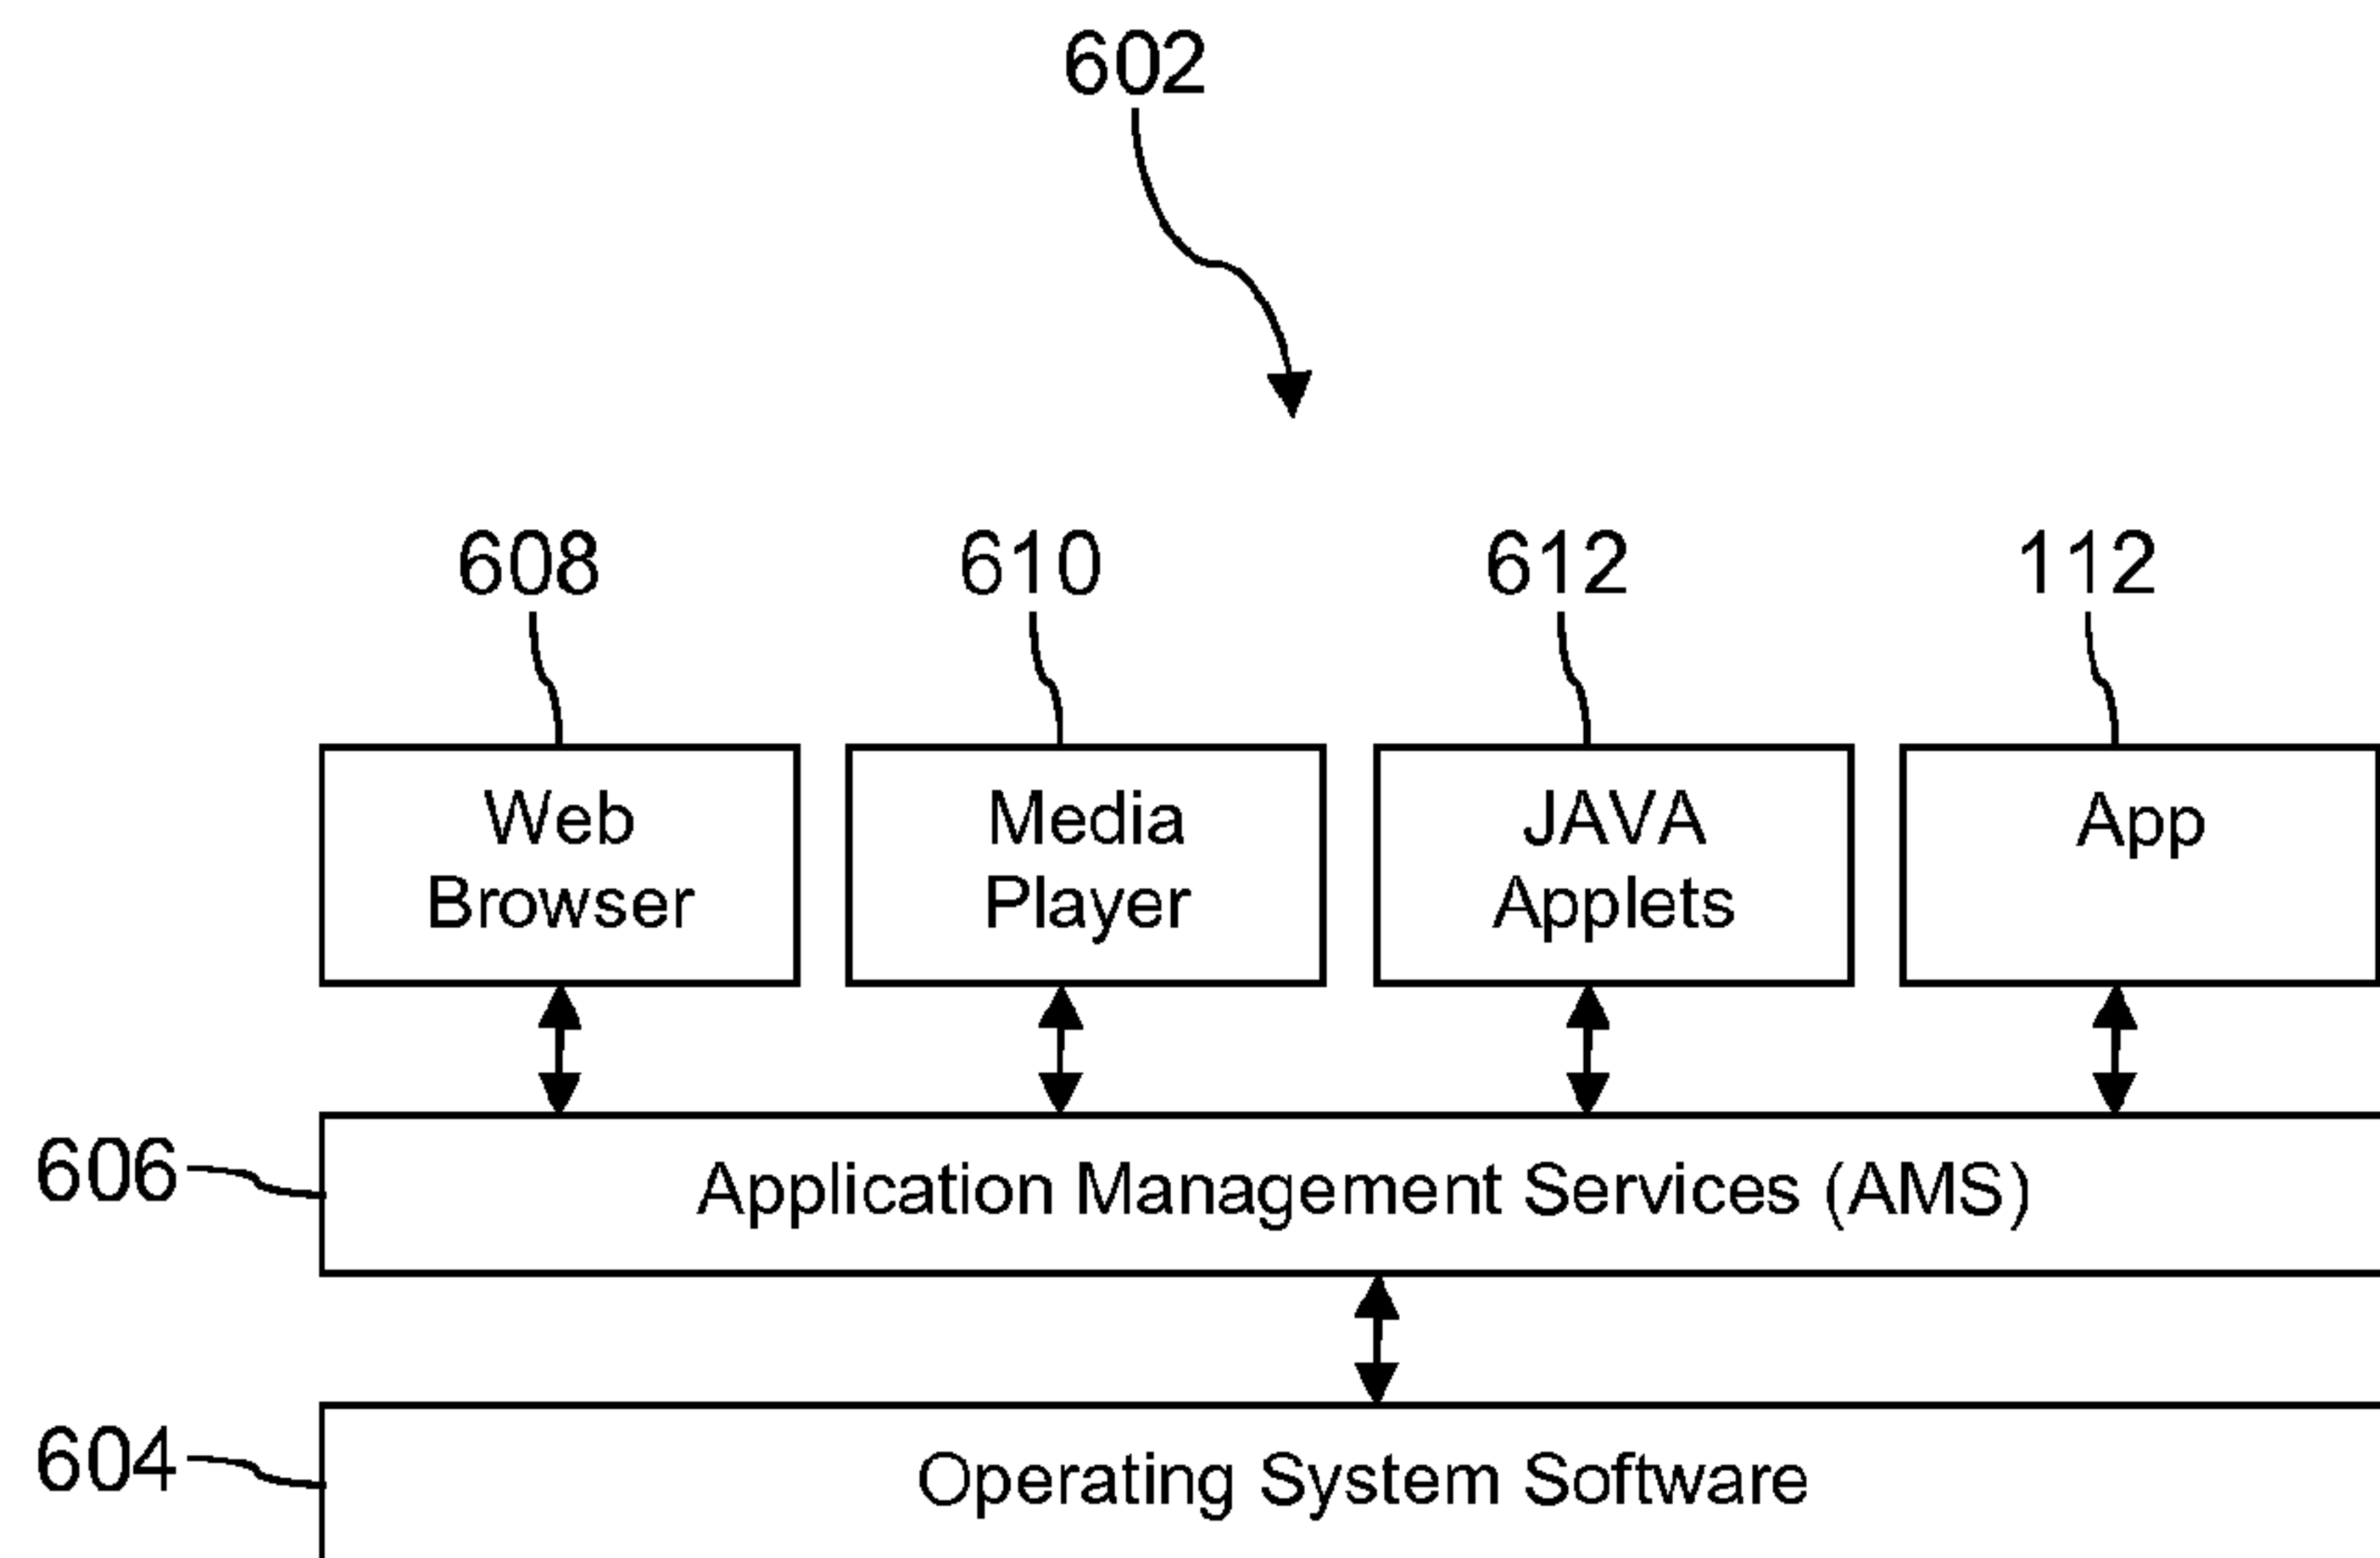 602
608
610
612
112
Web
Browser
Media
Player
JAVA
Applets
App
606
Application Management Services (AMS)
604
Operating System Software